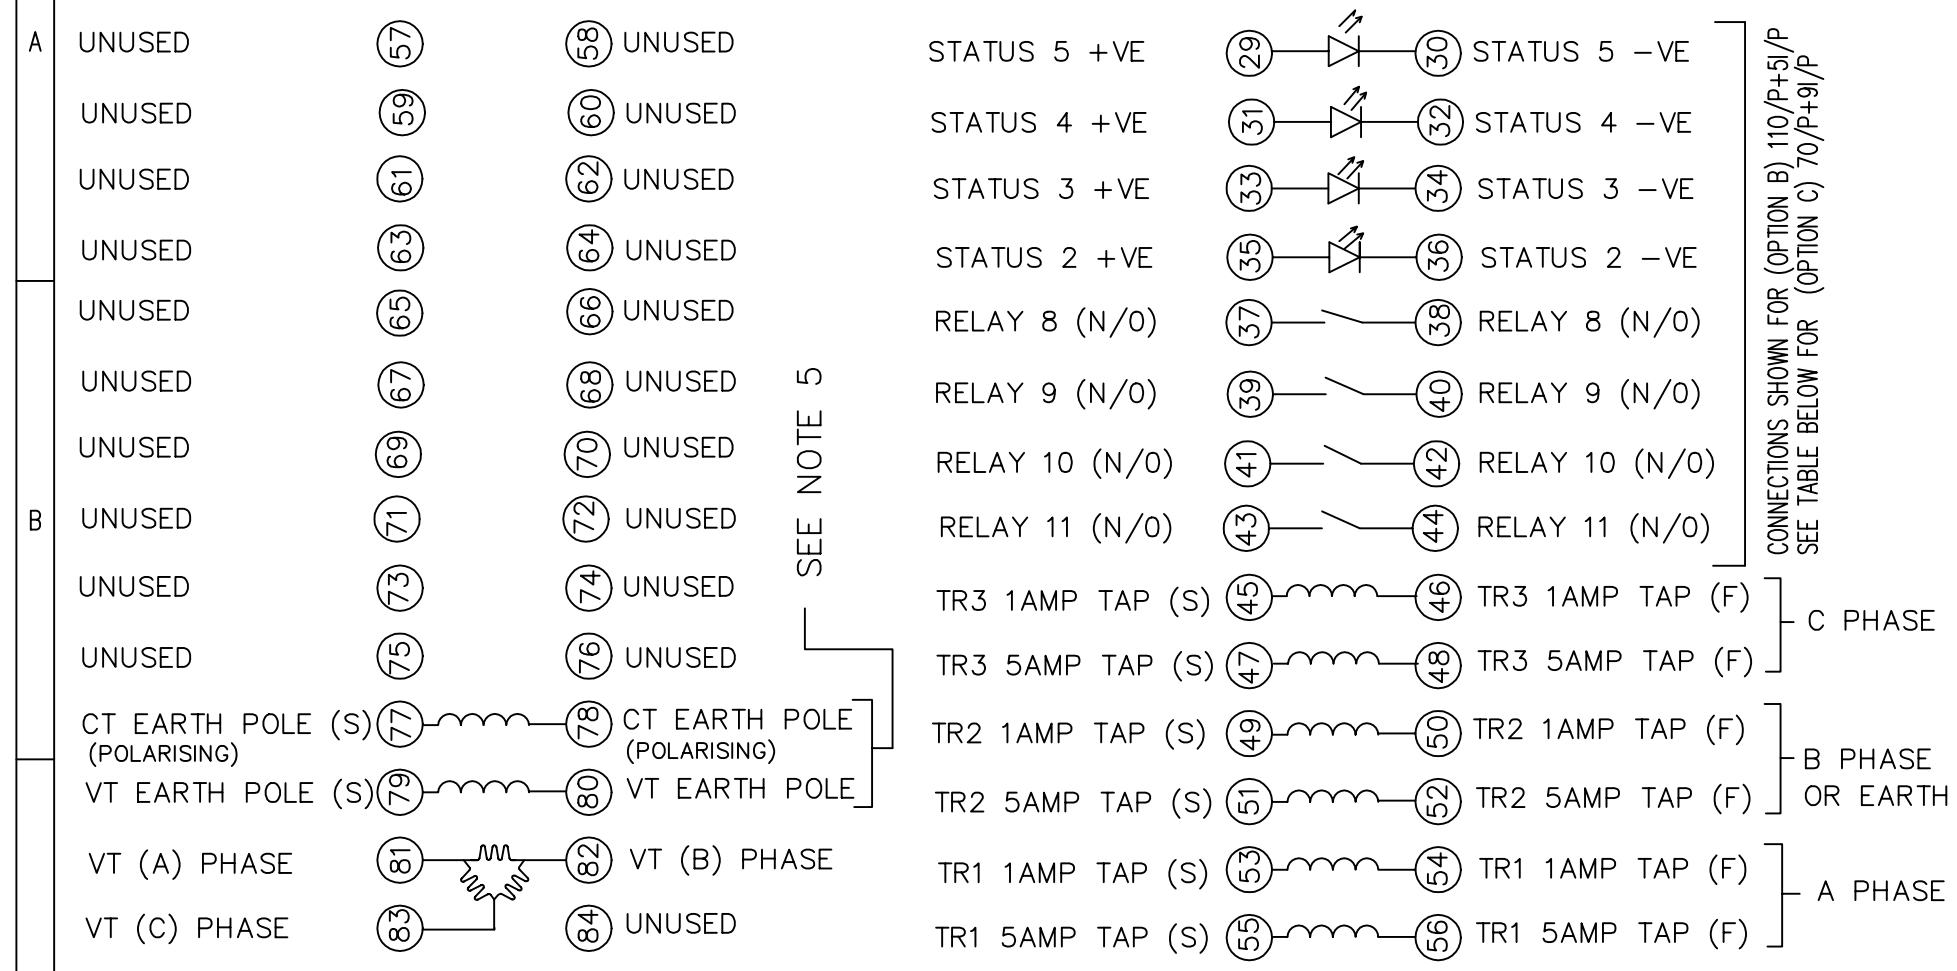 A
UNUSED 57 58 UNUSED
UNUSED 59 60 UNUSED
UNUSED 61 62 UNUSED
UNUSED 63 64 UNUSED
UNUSED 65 66 UNUSED
UNUSED 67 68 UNUSED
UNUSED 69 70 UNUSED
B
UNUSED 71 72 UNUSED
UNUSED 73 74 UNUSED
UNUSED 75 76 UNUSED
CT EARTH POLE (S) 77 78 CT EARTH POLE
(POLARISING) (POLARISING)
VT EARTH POLE (S) 79 80 VT EARTH POLE
VT (A) PHASE 81 82 VT (B) PHASE
VT (C) PHASE 83 84 UNUSED
SEE NOTE 5
STATUS 5 +VE 29 30 STATUS 5 -VE
STATUS 4 +VE 31 32 STATUS 4 -VE
STATUS 3 +VE 33 34 STATUS 3 -VE
STATUS 2 +VE 35 36 STATUS 2 -VE
RELAY 8 (N/O) 37 38 RELAY 8 (N/O)
RELAY 9 (N/O) 39 40 RELAY 9 (N/O)
RELAY 10 (N/O) 41 42 RELAY 10 (N/O)
RELAY 11 (N/O) 43 44 RELAY 11 (N/O)
CONNECTIONS SHOWN FOR (OPTION B) 11O/P+5I/P
SEE TABLE BELOW FOR (OPTION C) 7O/P+9I/P
TR3 1AMP TAP (S) 45 46 TR3 1AMP TAP (F)
TR3 5AMP TAP (S) 47 48 TR3 5AMP TAP (F)
C PHASE
TR2 1AMP TAP (S) 49 50 TR2 1AMP TAP (F)
TR2 5AMP TAP (S) 51 52 TR2 5AMP TAP (F)
B PHASE
OR EARTH
TR1 1AMP TAP (S) 53 54 TR1 1AMP TAP (F)
TR1 5AMP TAP (S) 55 56 TR1 5AMP TAP (F)
A PHASE